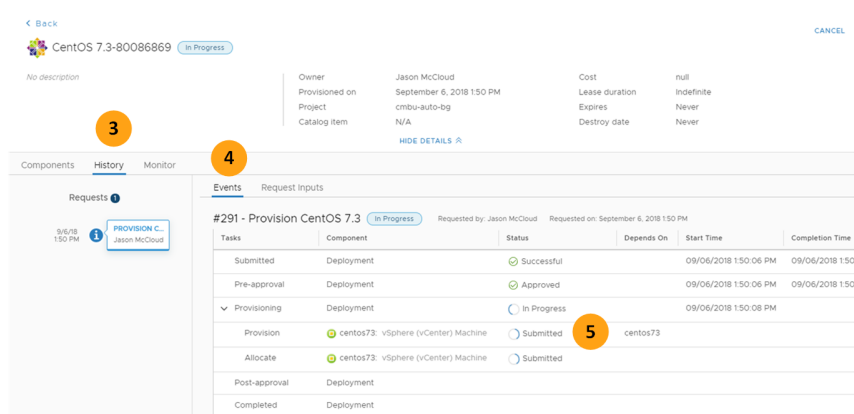 Back
CANCEL
CentOS 7.3-80086869 In Progress
No description
Owner Jason McCloud Cost null
Provisioned on September 6, 2018 1:50 PM Lease duration Indefinite
Project cmbu-auto-bg Expires Never
Catalog item N/A Destroy date Never
HIDE DETAILS
3
4
Components History Monitor
Events Request Inputs
Requests 1
9/6/18
1:50 PM
PROVISION C...
Jason McCloud
#291 - Provision CentOS 7.3 In Progress Requested by: Jason McCloud Requested on: September 6, 2018 1:50 PM
Tasks Component Status Depends On Start Time Completion Time
Submitted Deployment Successful 09/06/2018 1:50:06 PM 09/06/2018 1:50
Pre-approval Deployment Approved 09/06/2018 1:50:06 PM 09/06/2018 1:50
Provisioning Deployment In Progress 09/06/2018 1:50:08 PM
Provision centos73: vSphere (vCenter) Machine Submitted 5 centos73
Allocate centos73: vSphere (vCenter) Machine Submitted
Post-approval Deployment
Completed Deployment